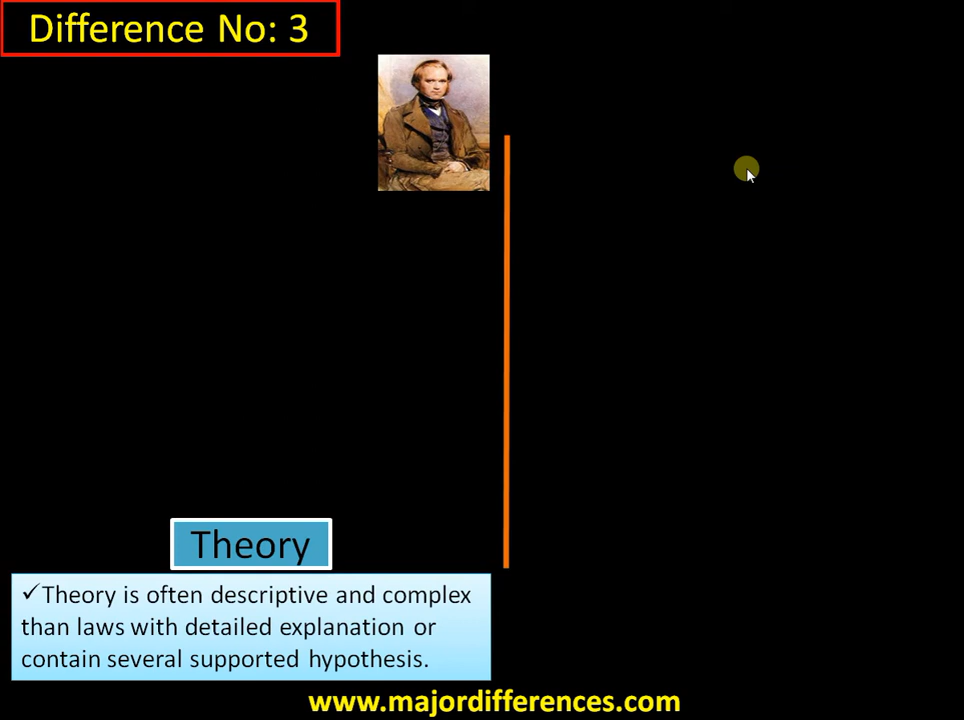 Difference No: 3
Theory
✓Theory is often descriptive and complex
than laws with detailed explanation or
contain several supported hypothesis.
www.majordifferences.com